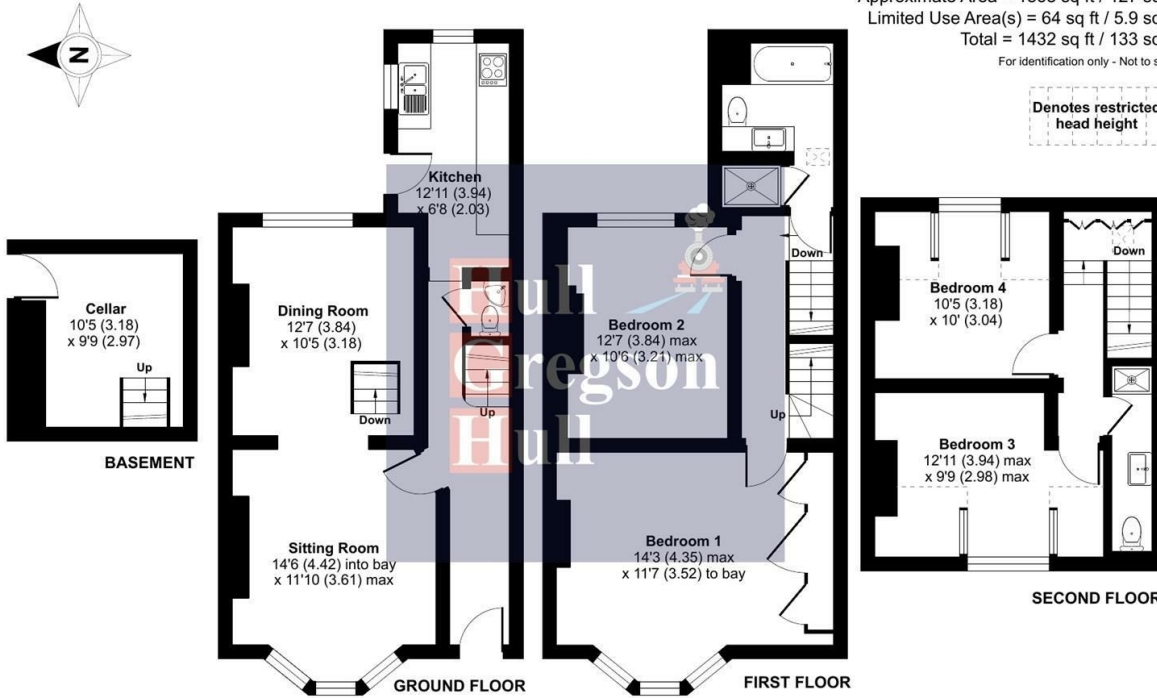 Limited Use Area(s) = 64 sq ft / 5.9 sq
Total = 1432 sq ft / 133 sq
For identification only - Not to s
Denotes restricted
head height
N
Kitchen
12'11 (3.94)
x 6'8 (2.03)
Cellar
10'5 (3.18)
x 9'9 (2.97)
Up
BASEMENT
Dining Room
12'7 (3.84)
x 10'5 (3.18)
Down
Up
Sitting Room
14'6 (4.42) into bay
x 11'10 (3.61) max
GROUND FLOOR
Hull
Gregson
Hull
Bedroom 2
12'7 (3.84) max
x 10'6 (3.21) max
Down
Up
Bedroom 1
14'3 (4.35) max
x 11'7 (3.52) to bay
FIRST FLOOR
Bedroom 4
10'5 (3.18)
x 10' (3.04)
Down
Bedroom 3
12'11 (3.94) max
x 9'9 (2.98) max
SECOND FLOOR